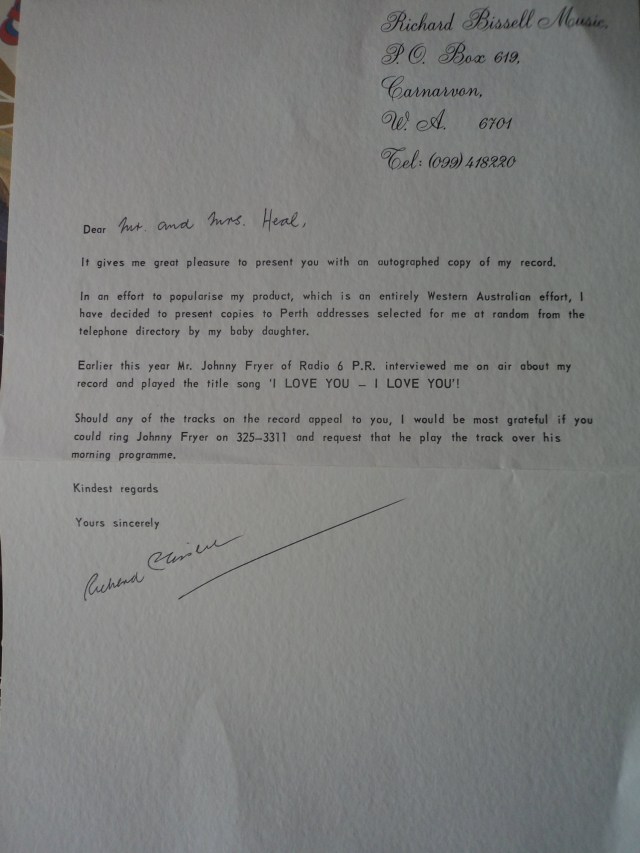 Richard Bissell Music.
P.O. Box 619,
Carnarvon,
W. A. 6701
Tel: (099) 418220
Dear Mr. and Mrs. Heal,
It gives me great pleasure to present you with an autographed copy of my record.
In an effort to popularise my product, which is an entirely Western Australian effort, I
have decided to present copies to Perth addresses selected for me at random from the
telephone directory by my baby daughter.
Earlier this year Mr. Johnny Fryer of Radio 6 P.R. interviewed me on air about my
record and played the title song 'I LOVE YOU – I LOVE YOU'!
Should any of the tracks on the record appeal to you, I would be most grateful if you
could ring Johnny Fryer on 325–3311 and request that he play the track over his
morning programme.
Kindest regards
Yours sincerely
Richard Bissell